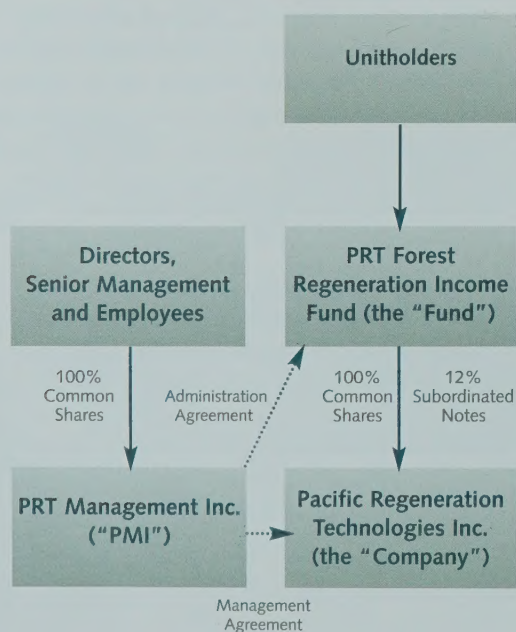 Unitholders
Directors,
Senior Management
and Employees
PRT Forest
Regeneration Income
Fund (the "Fund")
100%
Common
Shares
Administration
Agreement
100%
Common
Shares
12%
Subordinated
Notes
PRT Management Inc.
("PMI")
Pacific Regeneration
Technologies Inc.
(the "Company")
Management
Agreement